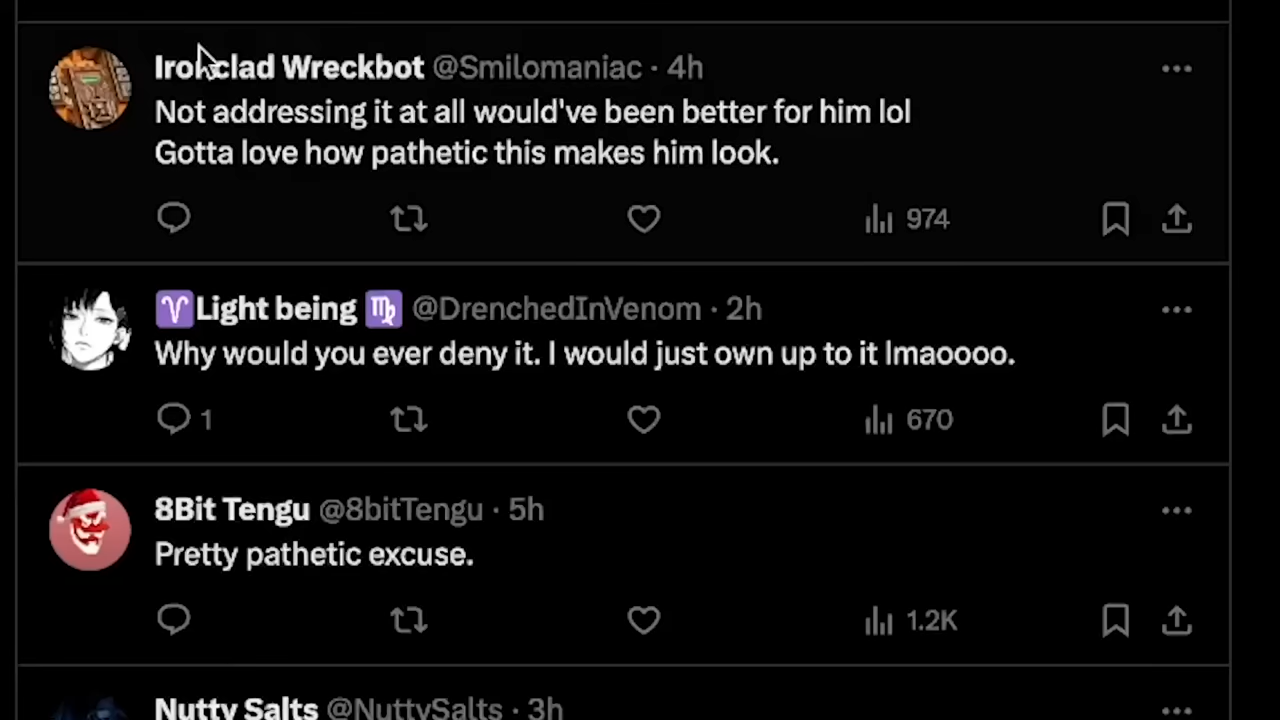 Ironclad Wreckbot @Smilomaniac · 4h
Not addressing it at all would've been better for him lol
Gotta love how pathetic this makes him look.
974
♈Light being ♍ @DrenchedInVenom · 2h
Why would you ever deny it. I would just own up to it lmaoooo.
1 670
8Bit Tengu @8bitTengu · 5h
Pretty pathetic excuse.
1.2K
Nutty Salts @NuttySalts · 3h